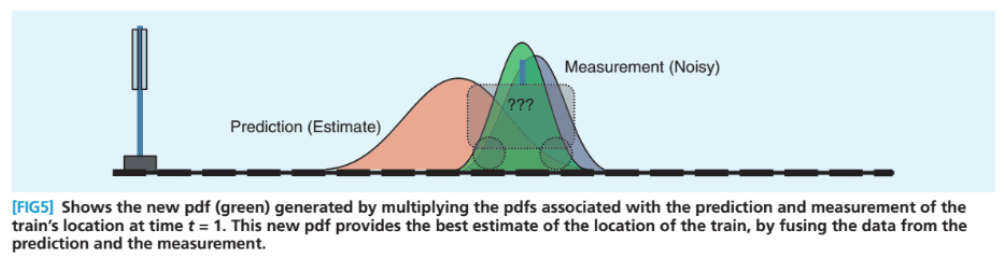 Measurement (Noisy)
???
Prediction (Estimate)
[FIG5] Shows the new pdf (green) generated by multiplying the pdfs associated with the prediction and measurement of the
train's location at time t = 1. This new pdf provides the best estimate of the location of the train, by fusing the data from the
prediction and the measurement.